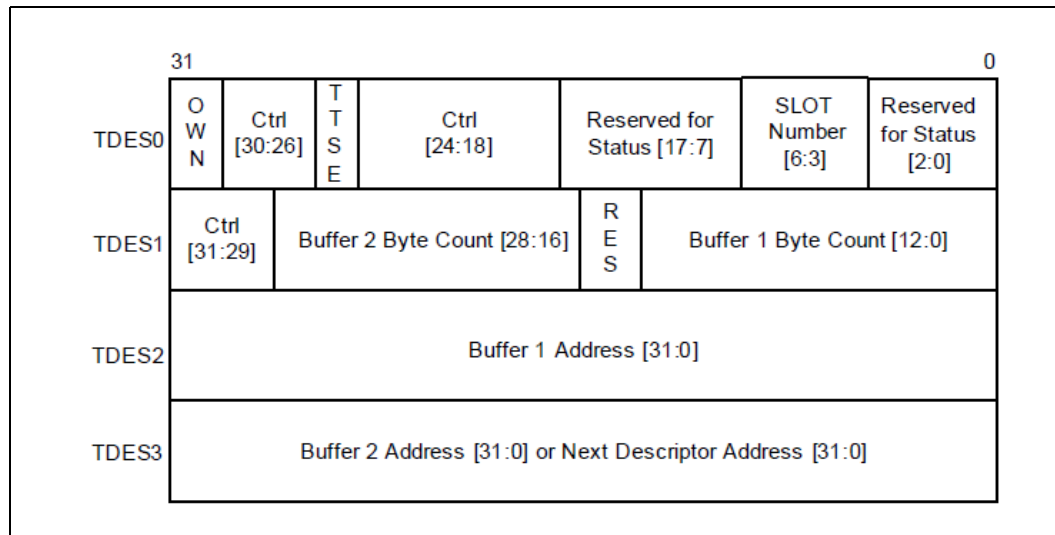 31 0
TDES0
OWN
Ctrl
[30:26]
TTSE
Ctrl
[24:18]
Reserved for
Status [17:7]
SLOT
Number
[6:3]
Reserved
for Status
[2:0]
TDES1
Ctrl
[31:29]
Buffer 2 Byte Count [28:16]
RES
Buffer 1 Byte Count [12:0]
TDES2
Buffer 1 Address [31:0]
TDES3
Buffer 2 Address [31:0] or Next Descriptor Address [31:0]